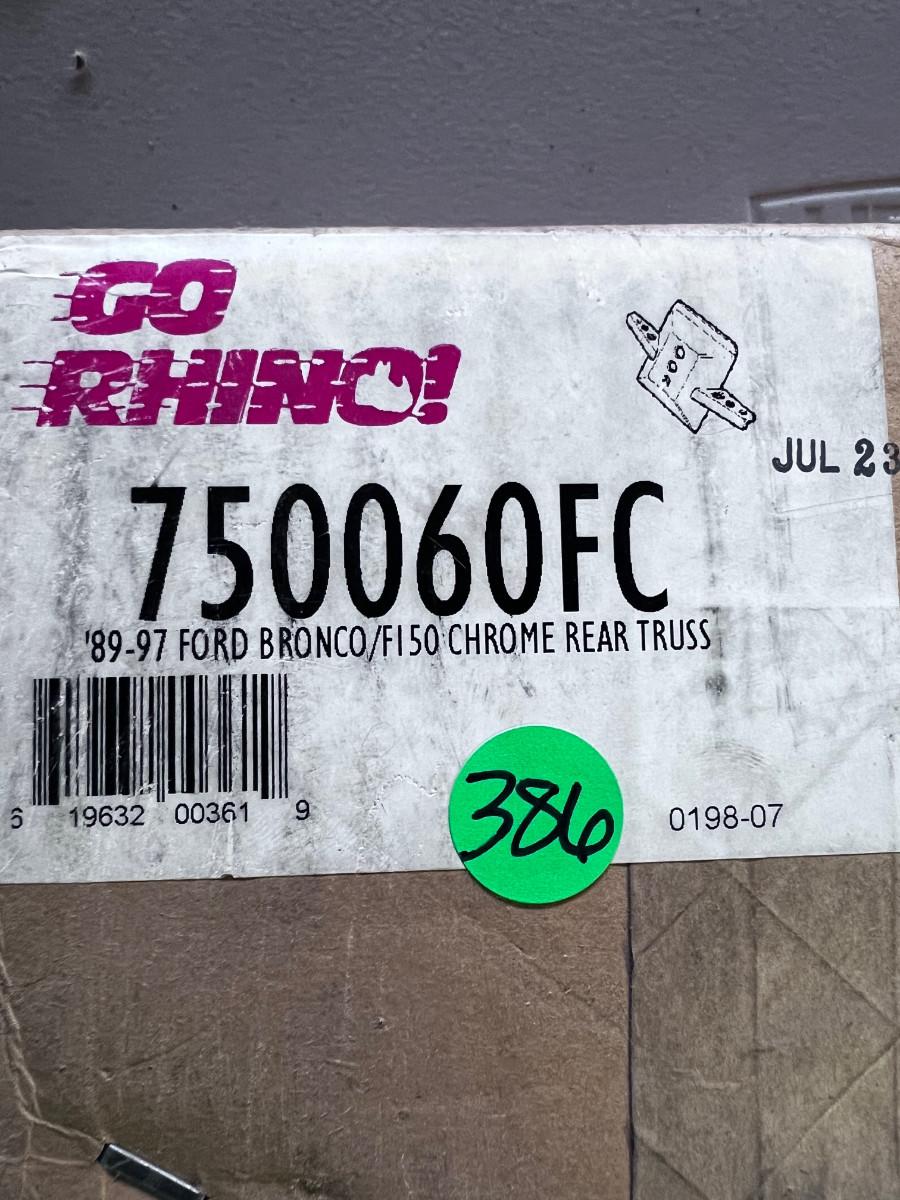 GO
RHINO!
JUL 23
750060FC
'89-97 FORD BRONCO/F150 CHROME REAR TRUSS
6 19632 00361 9
386
0198-07